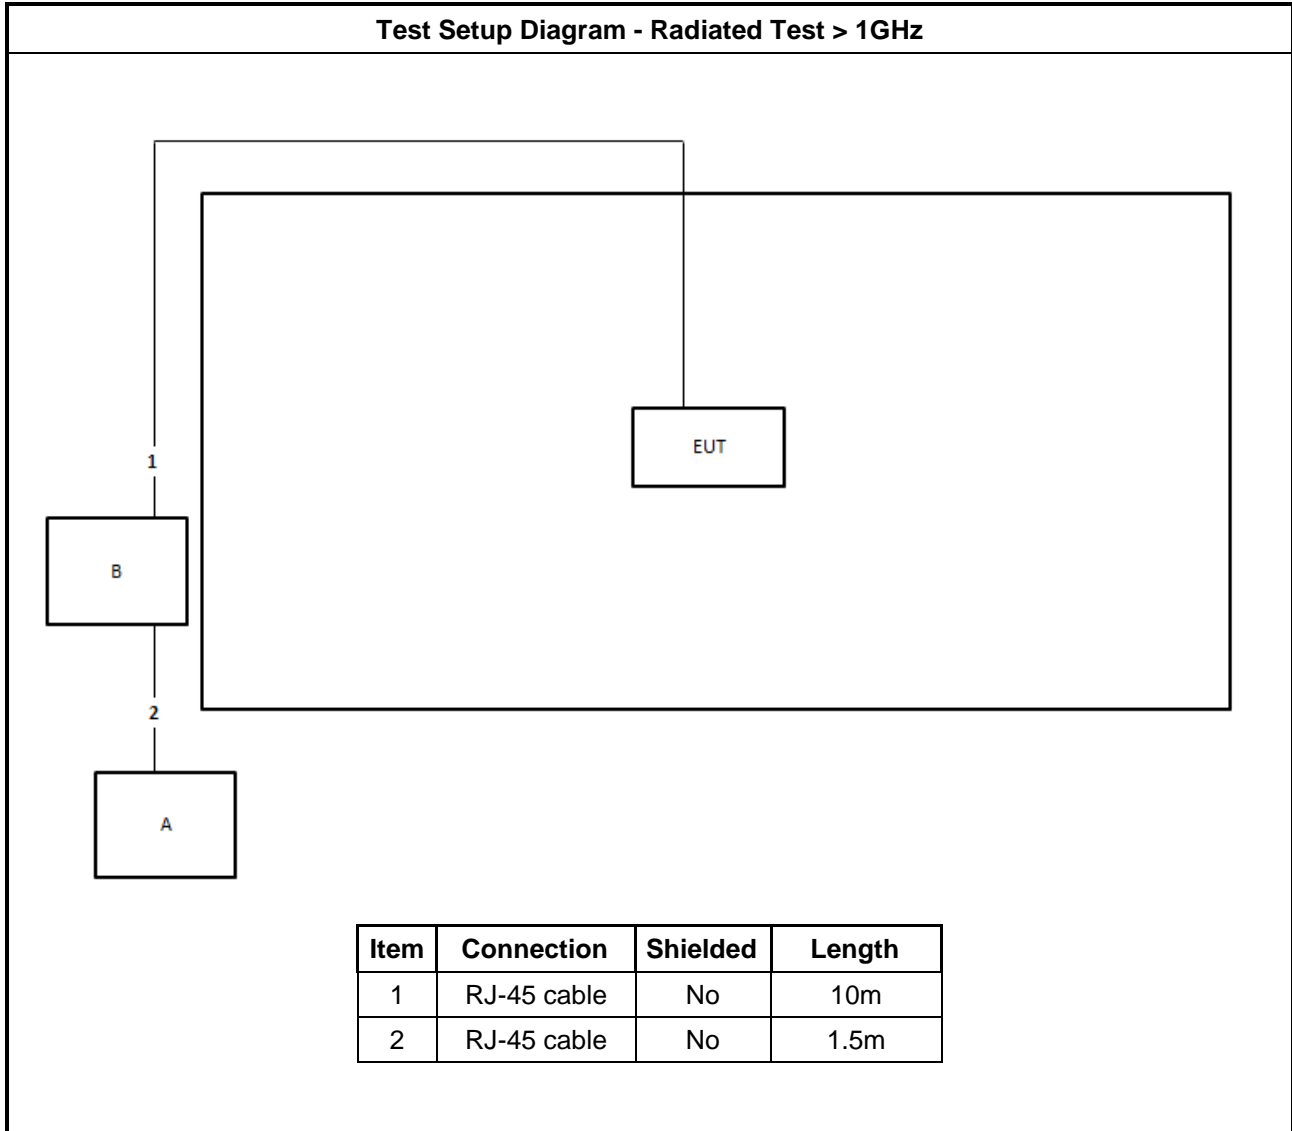 Test Setup Diagram - Radiated Test > 1GHz
EUT
1
B
2
A
Item Connection Shielded Length
1 RJ-45 cable No 10m
2 RJ-45 cable No 1.5m